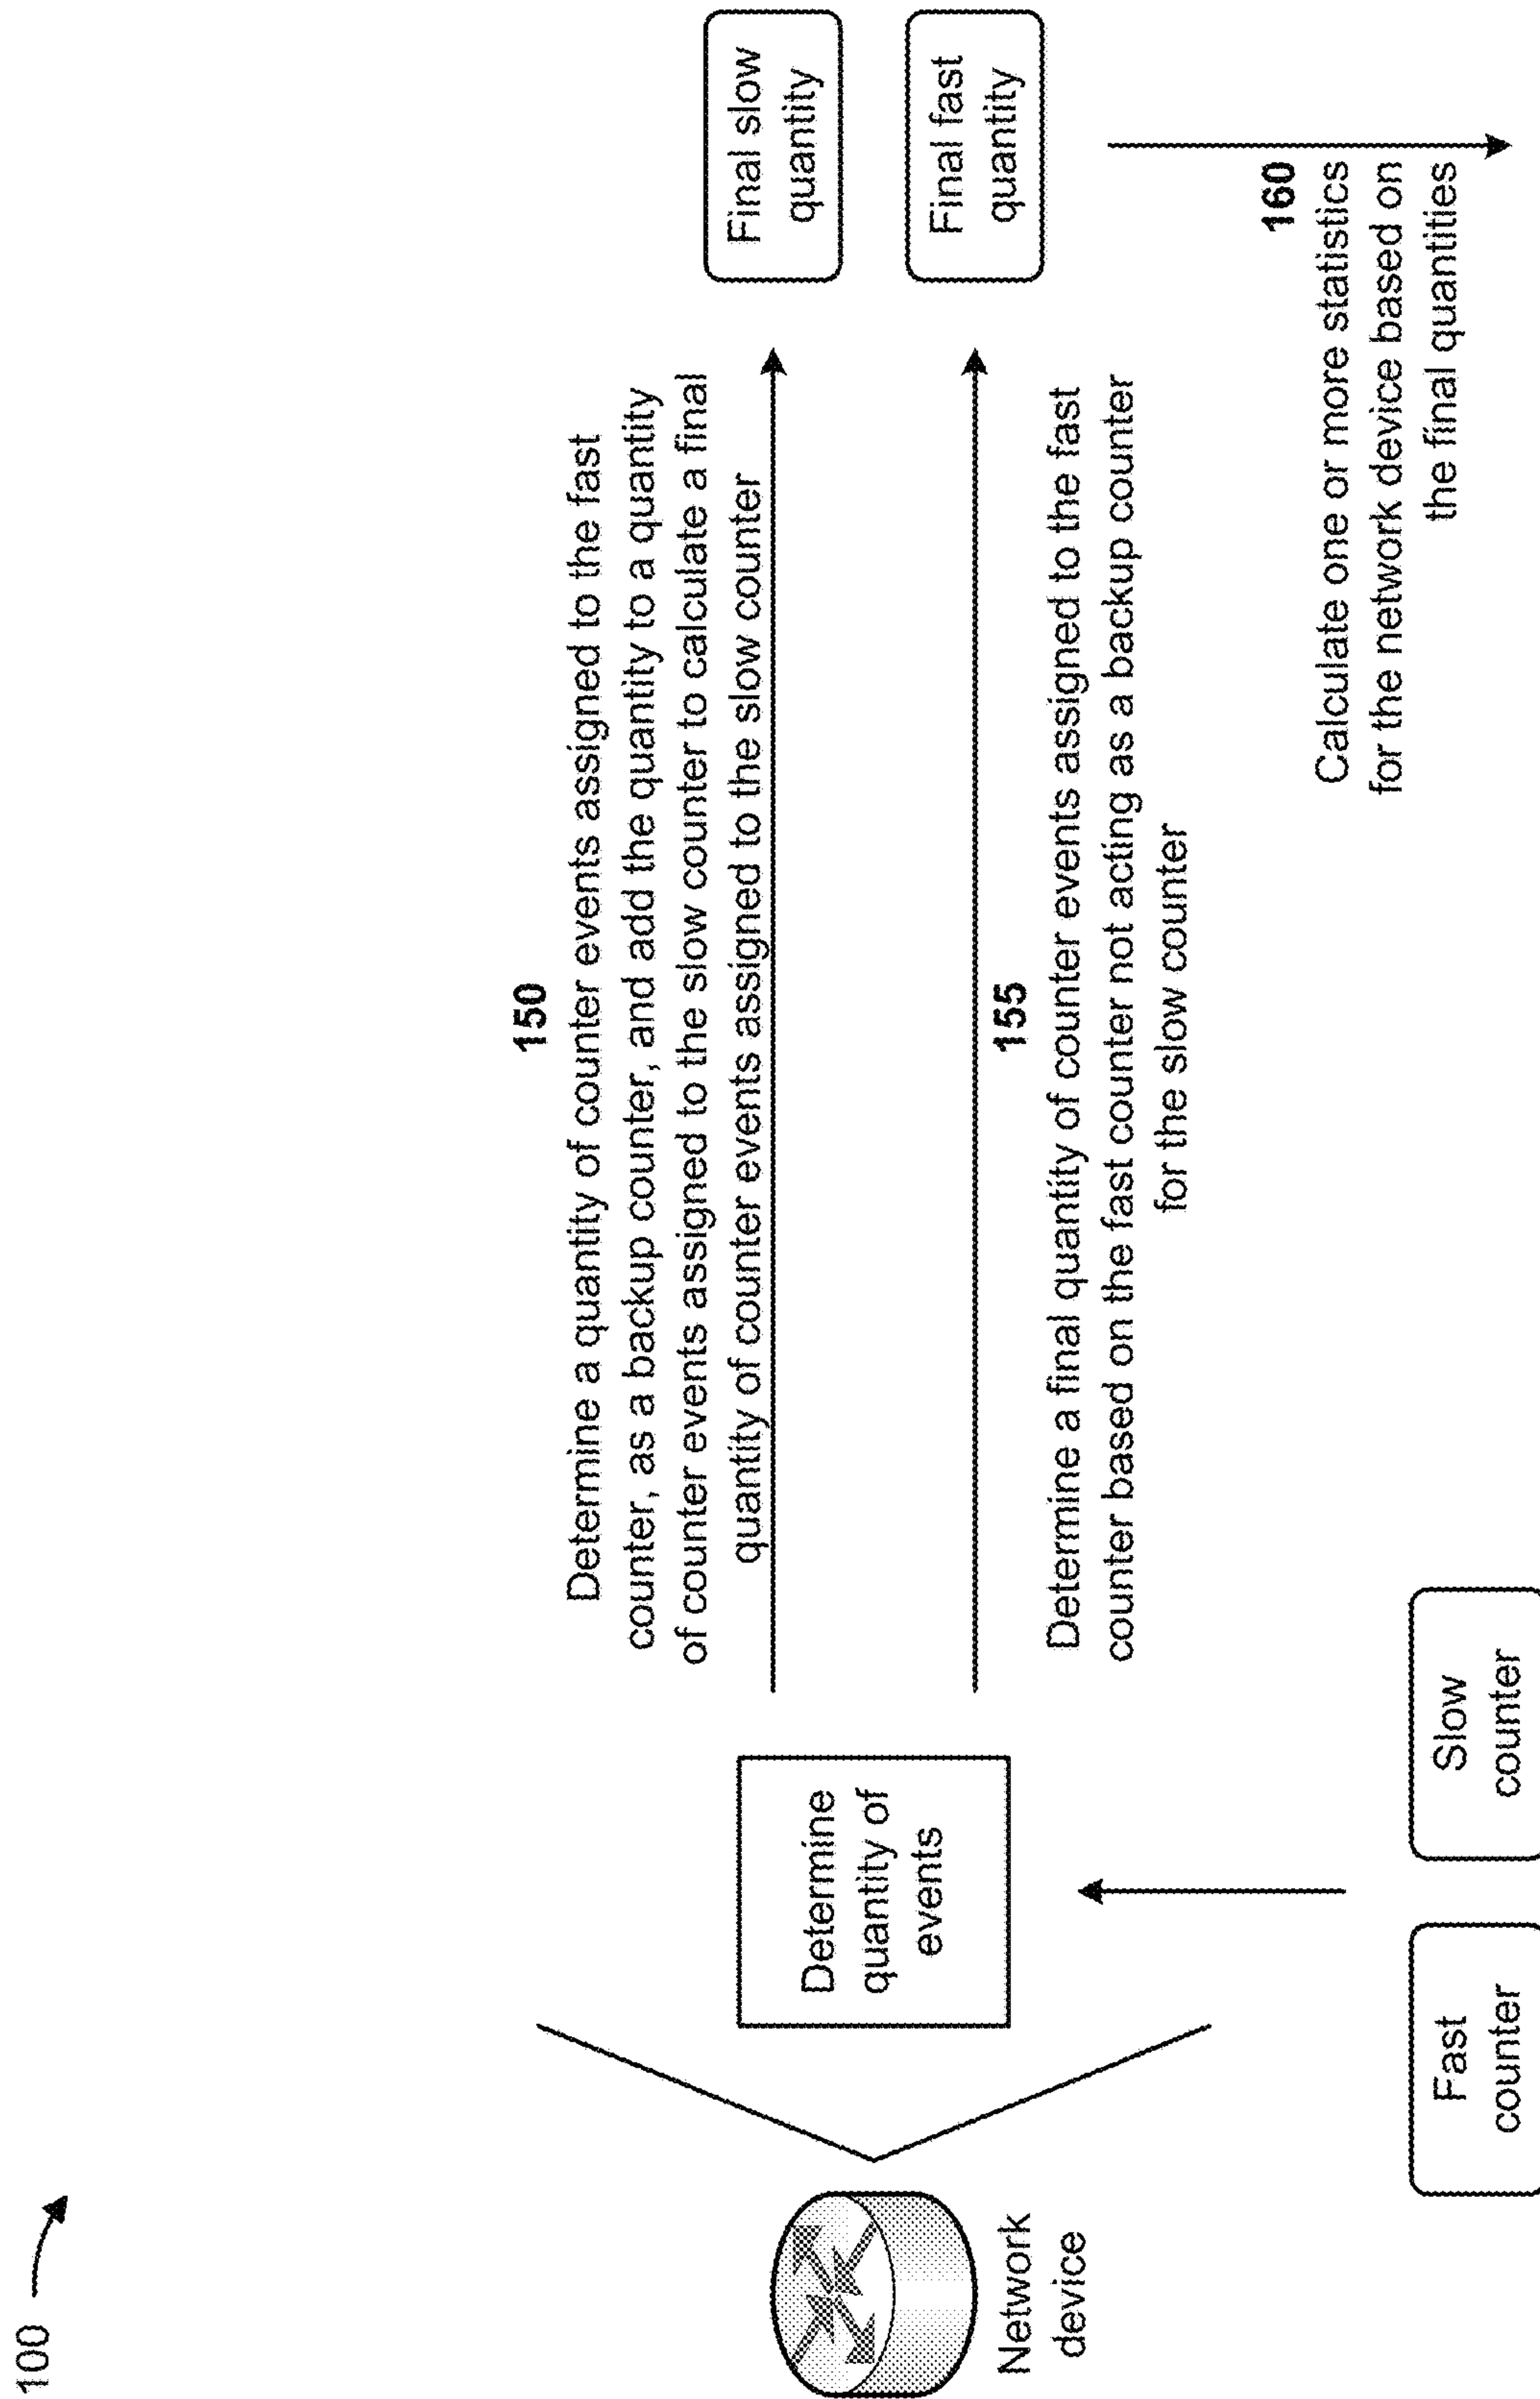 100
150
Determine a quantity of counter events assigned to the fast
counter, as a backup counter, and add the quantity to a quantity
of counter events assigned to the slow counter to calculate a final
quantity of counter events assigned to the slow counter
Final slow
quantity
Determine
quantity of
events
Final fast
quantity
155
Determine a final quantity of counter events assigned to the fast
counter based on the fast counter not acting as a backup counter
for the slow counter
Network
device
160
Calculate one or more statistics
for the network device based on
the final quantities
Fast
counter
Slow
counter